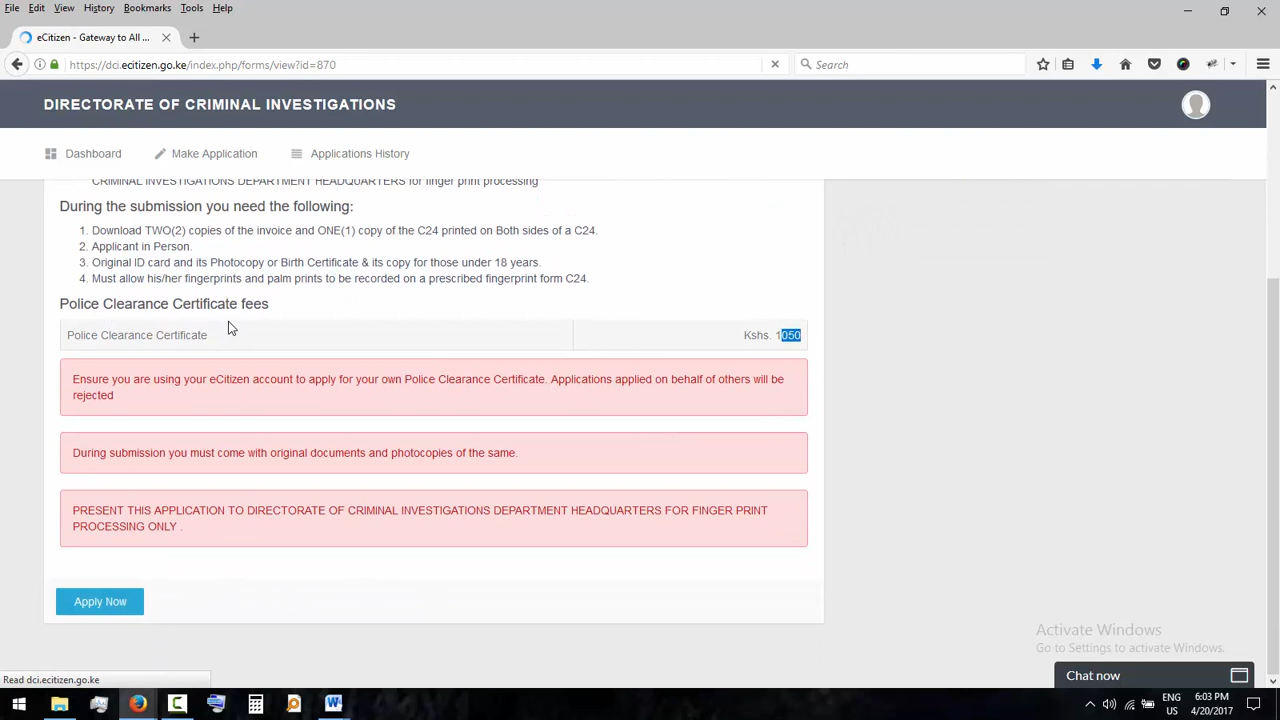 File Edit View History Bookmarks Tools Help
eCitizen - Gateway to All ...
https://dci.ecitizen.go.ke/index.php/forms/view?id=870
Search
DIRECTORATE OF CRIMINAL INVESTIGATIONS
Dashboard Make Application Applications History
CRIMINAL INVESTIGATIONS DEPARTMENT HEADQUARTERS for finger print processing
During the submission you need the following:
1. Download TWO(2) copies of the invoice and ONE(1) copy of the C24 printed on Both sides of a C24.
2. Applicant in Person.
3. Original ID card and its Photocopy or Birth Certificate & its copy for those under 18 years.
4. Must allow his/her fingerprints and palm prints to be recorded on a prescribed fingerprint form C24.
Police Clearance Certificate fees
Police Clearance Certificate Kshs. 1050
Ensure you are using your eCitizen account to apply for your own Police Clearance Certificate. Applications applied on behalf of others will be
rejected
During submission you must come with original documents and photocopies of the same.
PRESENT THIS APPLICATION TO DIRECTORATE OF CRIMINAL INVESTIGATIONS DEPARTMENT HEADQUARTERS FOR FINGER PRINT
PROCESSING ONLY .
Apply Now
Activate Windows
Go to Settings to activate Windows.
Chat now
Read dci.ecitizen.go.ke
ENG
US
6:03 PM
4/20/2017